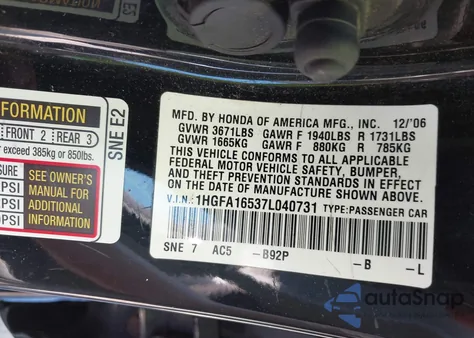 FORMATION
FRONT 2 REAR 3
exceed 385kg or 850lbs.
SEE OWNER'S
PSI MANUAL FOR
PSI ADDITIONAL
PSI INFORMATION
SNE E2
MFD. BY HONDA OF AMERICA MFG., INC. 12/'06
GVWR 3671LBS GAWR F 1940LBS R 1731LBS
GVWR 1665KG GAWR F 880KG R 785KG
THIS VEHICLE CONFORMS TO ALL APPLICABLE
FEDERAL MOTOR VEHICLE SAFETY, BUMPER,
AND THEFT PREVENTION STANDARDS IN EFFECT
ON THE DATE OF MANUFACTURE SHOWN ABOVE.
V.I.N.:1HGFA16537L040731 TYPE:PASSENGER CAR
SNE 7 AC5 -B92P -B -L
autoSnap